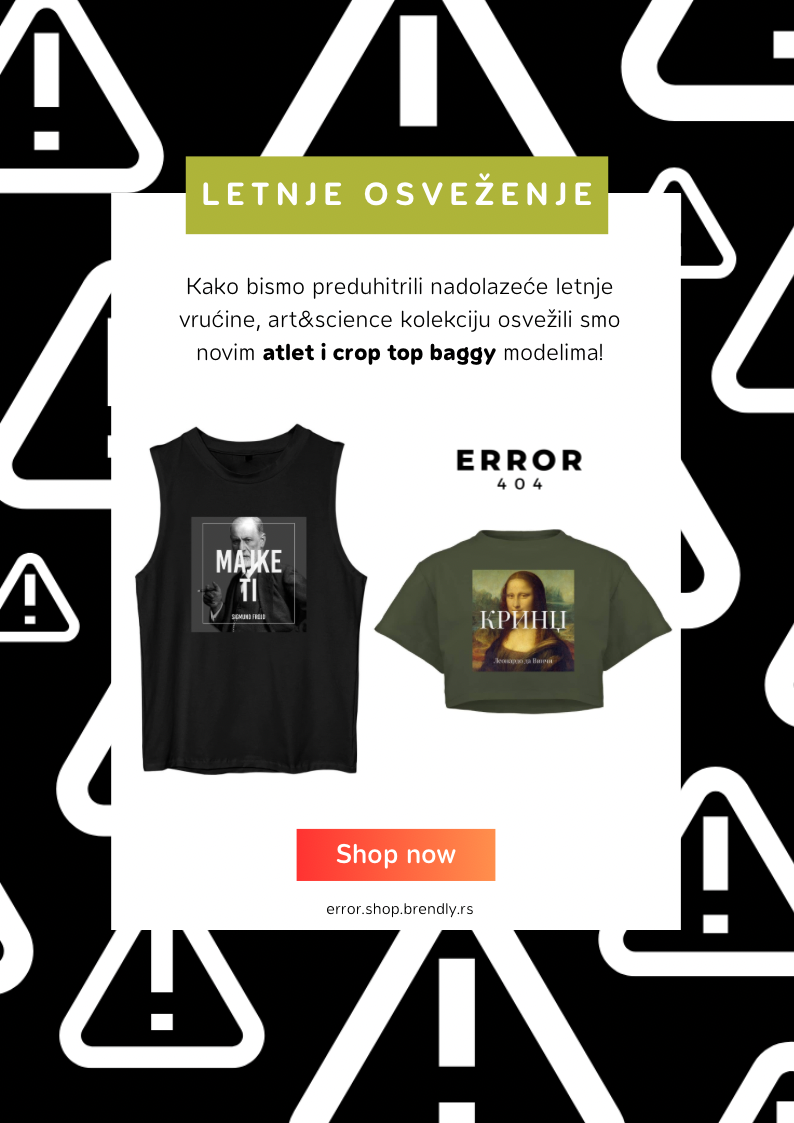 LETNJE OSVEŽENJE
Kako bismo preduhitrili nadolazeće letnje
vrućine, art&science kolekciju osvežili smo
novim atlet i crop top baggy modelima!
ERROR
404
MAJKE
TI
SIGMUND FROJD
КРИНЏ
Леонардо да Винчи
Shop now
error.shop.brendly.rs